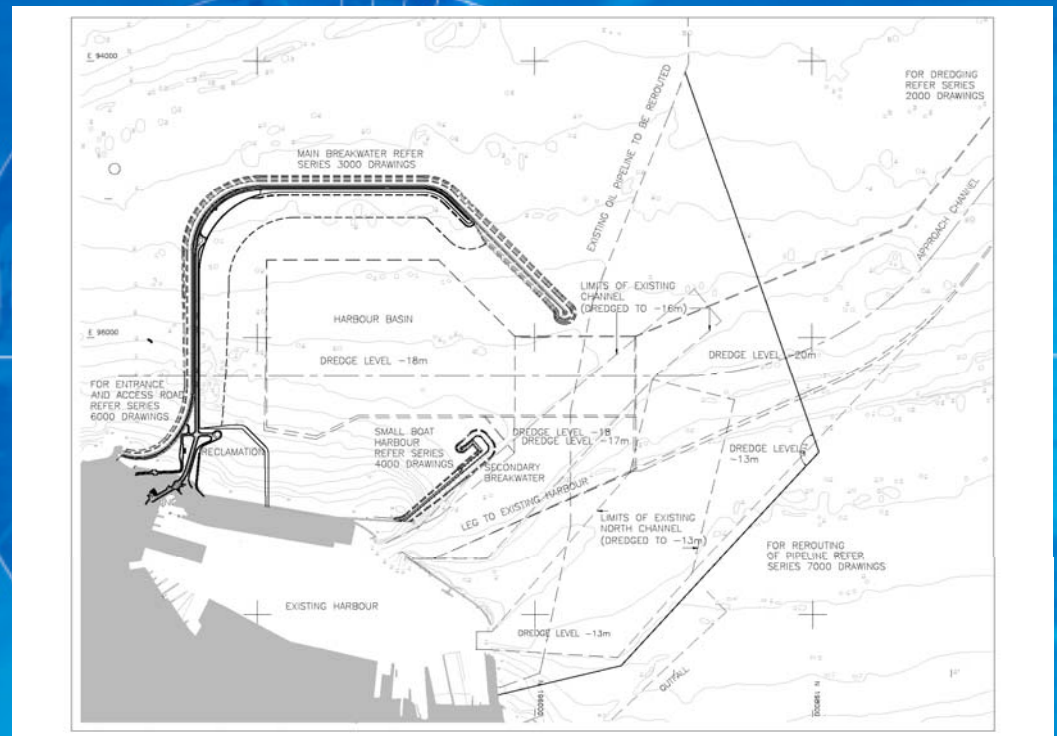 E 94000
FOR DREDGING
REFER SERIES
2000 DRAWINGS
EXISTING OIL PIPELINE TO BE REROUTED
MAIN BREAKWATER REFER
SERIES 3000 DRAWINGS
APPROACH CHANNEL
LIMITS OF EXISTING
CHANNEL
(DREDGED TO -16m)
HARBOUR BASIN
E 96000
DREDGE LEVEL -18m
DREDGE LEVEL -20m
FOR ENTRANCE
AND ACCESS ROAD
REFER SERIES
6000 DRAWINGS
RECLAMATION
SMALL BOAT
HARBOUR
REFER SERIES
4000 DRAWINGS
DREDGE LEVEL -18
DREDGE LEVEL -17m
SECONDARY
BREAKWATER
DREDGE LEVEL
-13m
LEG TO EXISTING HARBOUR
LIMITS OF EXISTING
NORTH CHANNEL
(DREDGED TO -13m)
FOR REROUTING
OF PIPELINE REFER
SERIES 7000 DRAWINGS
EXISTING HARBOUR
DREDGE LEVEL -13m
OUTFALL
N 196000
N 198000